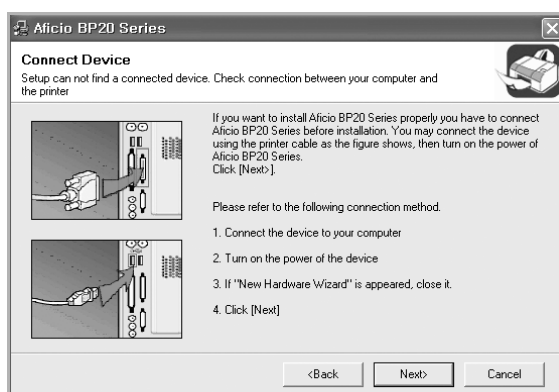 Aficio BP20 Series
Connect Device
Setup can not find a connected device. Check connection between your computer and
the printer
If you want to install Aficio BP20 Series properly you have to connect
Aficio BP20 Series before installation. You may connect the device
using the printer cable as the figure shows, then turn on the power of
Aficio BP20 Series.
Click [Next>].
Please refer to the following connection method.
1. Connect the device to your computer
2. Turn on the power of the device
3. If "New Hardware Wizard" is appeared, close it.
4. Click [Next]
<Back
Next>
Cancel